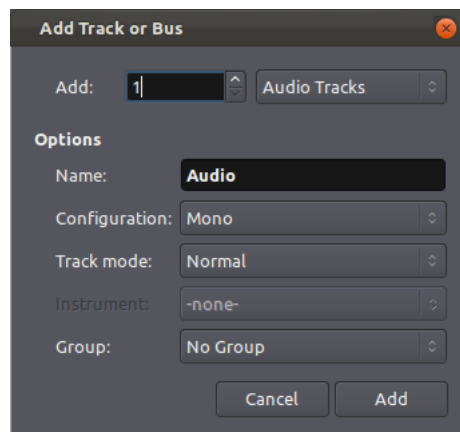 Add Track or Bus
Add: 1 Audio Tracks
Options
Name: Audio
Configuration: Mono
Track mode: Normal
Instrument: -none-
Group: No Group
Cancel Add